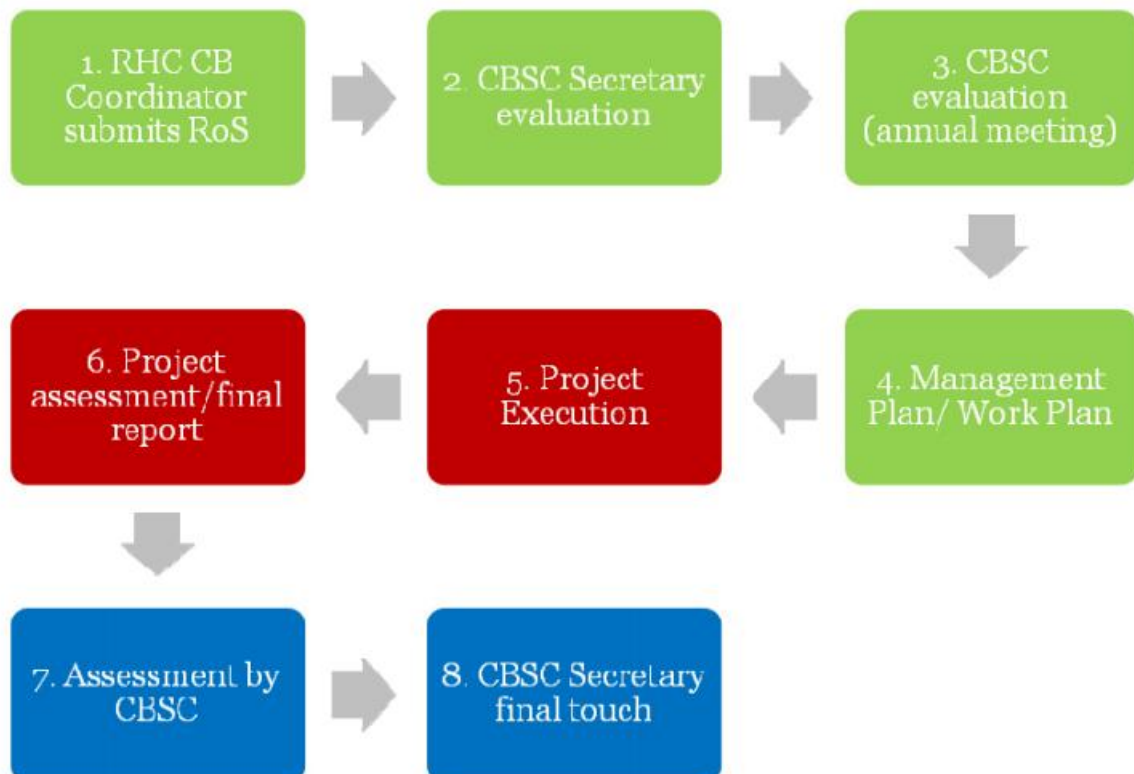 1. RHC CB
Coordinator
submits RoS
2. CBSC Secretary
evaluation
3. CBSC
evaluation
(annual meeting)
4. Management
Plan/ Work Plan
5. Project
Execution
6. Project
assessment/final
report
7. Assessment by
CBSC
8. CBSC Secretary
final touch